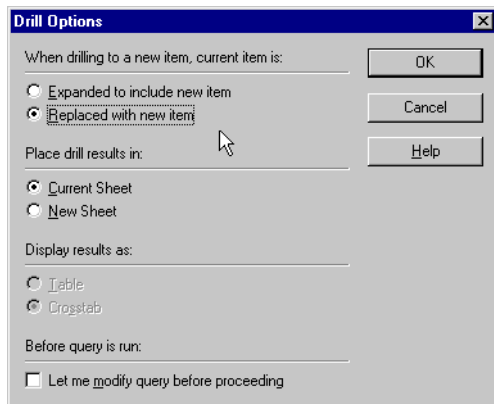 Drill Options
When drilling to a new item, current item is:
Expanded to include new item
Replaced with new item
Place drill results in:
Current Sheet
New Sheet
Display results as:
Table
Crosstab
Before query is run:
Let me modify query before proceeding
OK
Cancel
Help